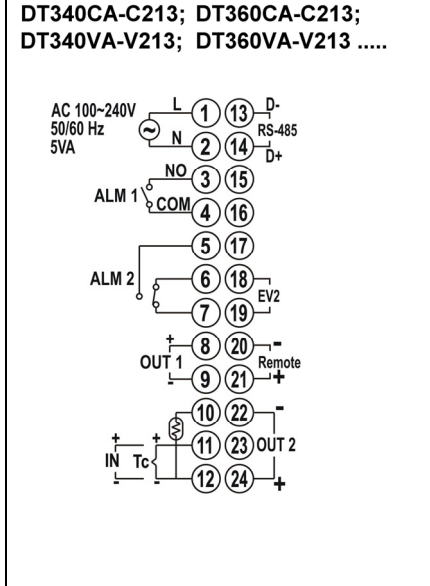 DT340CA-C213; DT360CA-C213;
DT340VA-V213; DT360VA-V213 .....
AC 100~240V
50/60 Hz
5VA
L 1 13 D-
RS-485
N 2 14 D+
NO 3 15
ALM 1
COM 4 16
5 17
ALM 2
6 18
EV2
7 19
+ 8 20 -
OUT 1 Remote
- 9 21 +
10 22 -
+ + 11 23 OUT 2
IN Tc
- - 12 24 +